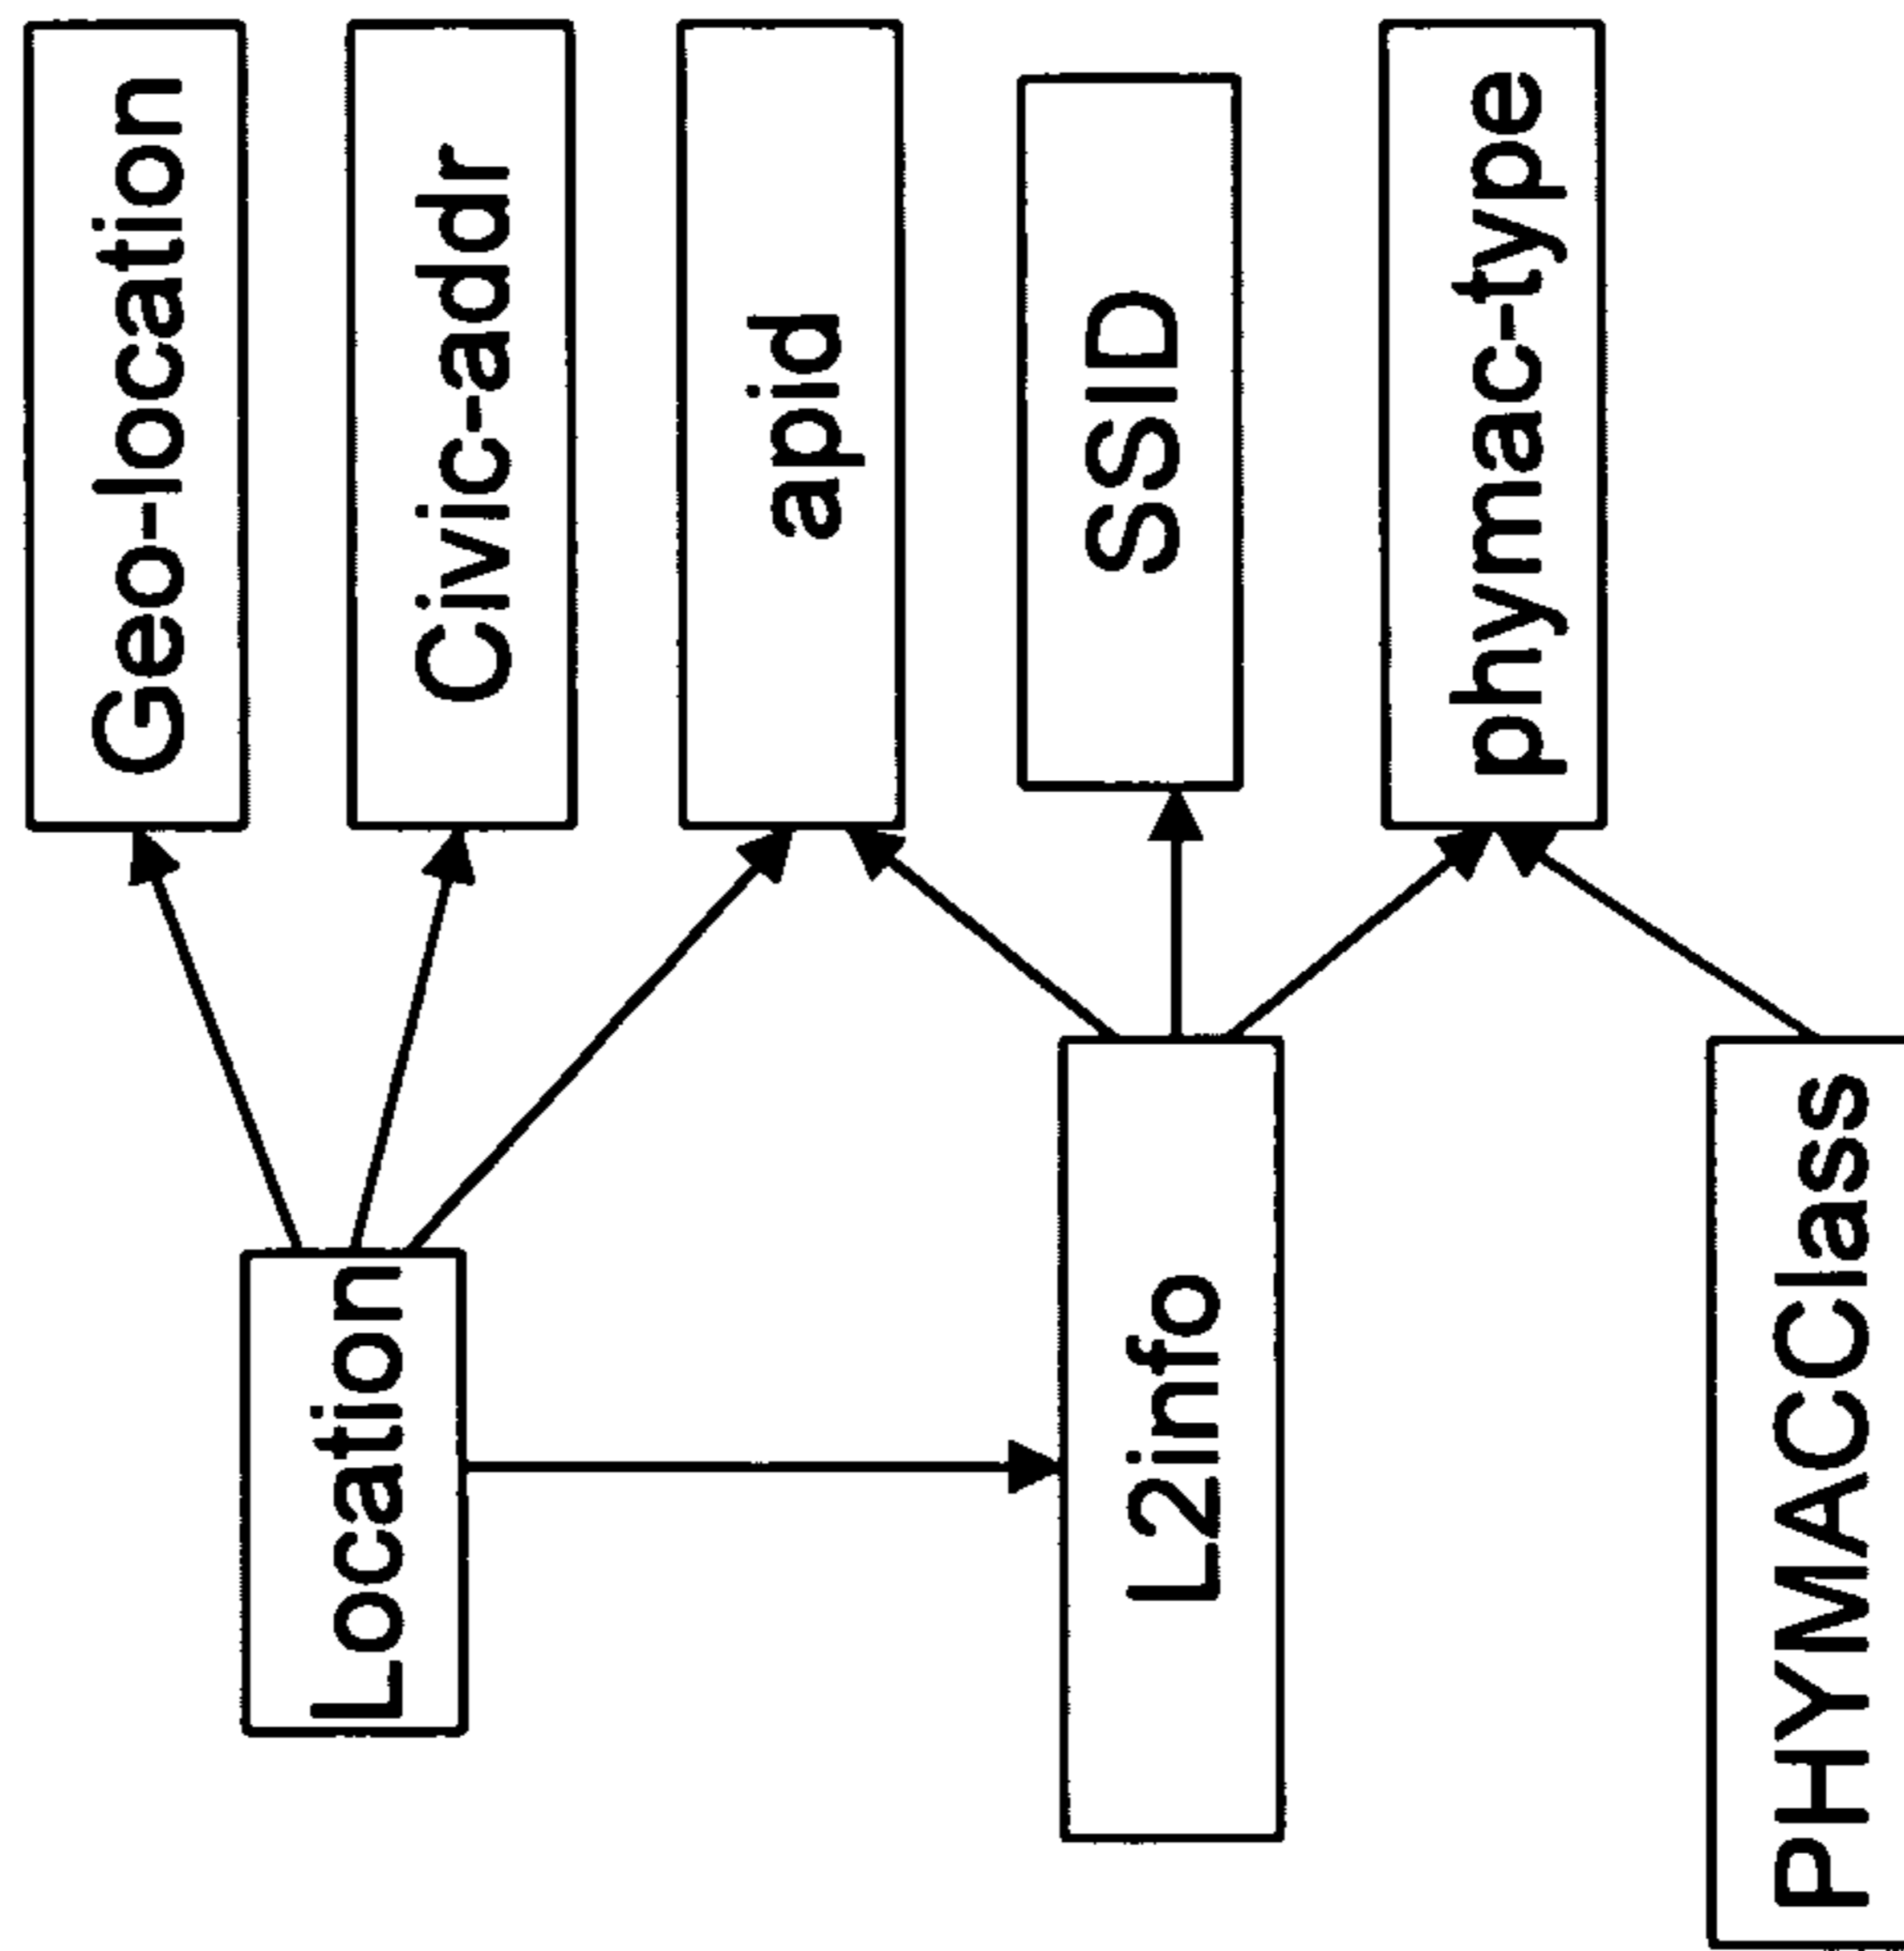 Geo-location
Civic-addr
apid
SSID
phymac-type
Location
L2info
PHYMACClass